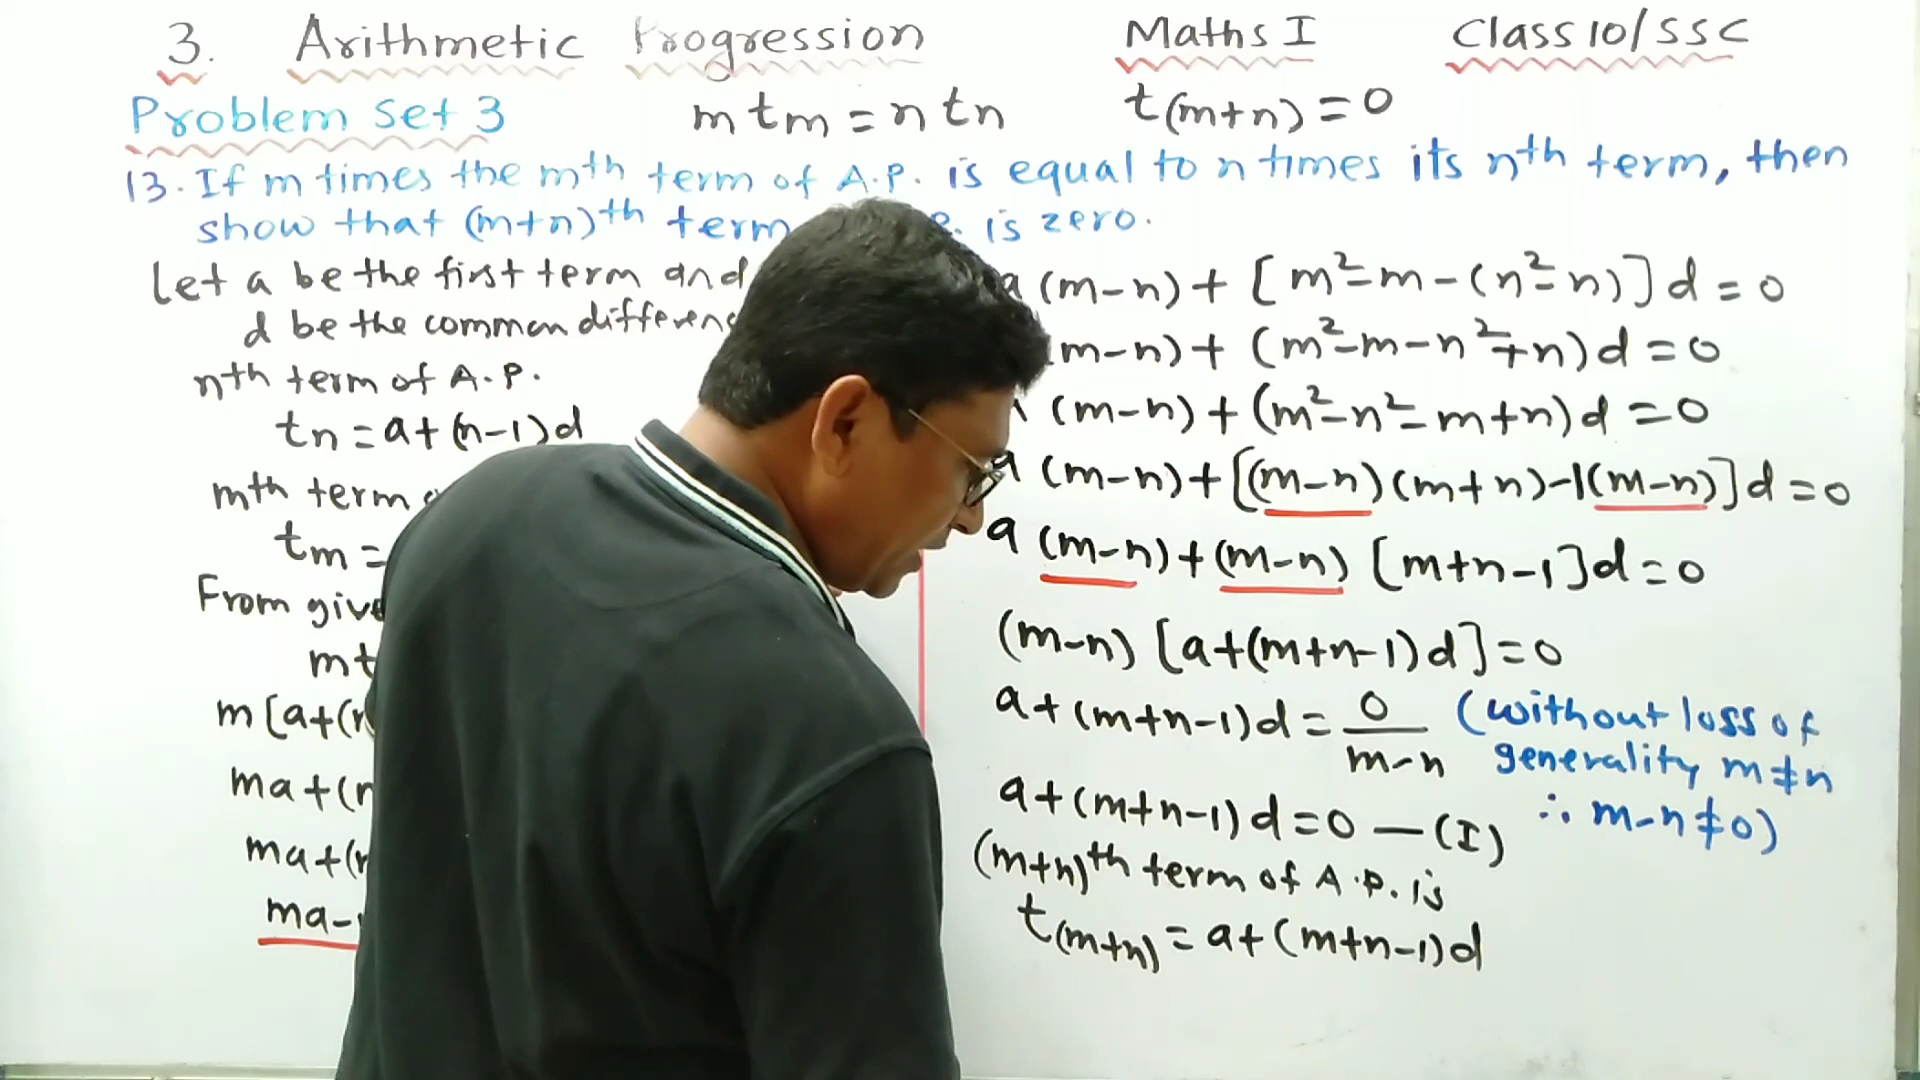 3. Arithmetic Progression Maths I Class 10/SSC
Problem set 3 mtm = ntn t(m+n) = 0
13. If m times the mth term of A.P. is equal to n times its nth term, then
show that (m+n)th term is zero.
Let a be the first term and
d be the common
nth term of A.P.
tn = a+(n-1)d
mth term
tm =
From
mt
m[a+(
ma+(
ma+(
ma-
a(m-n)+[m²-m-(n²-n)]d=0
(m-n)+(m²-m-n²+n)d=0
(m-n)+(m²-n²-m+n)d=0
a(m-n)+[(m-n)(m+n)-1(m-n)]d=0
a(m-n)+(m-n)[m+n-1]d=0
(m-n)[a+(m+n-1)d]=0
a+(m+n-1)d=0/m-n (without loss of
generality m≠n
∴ m-n≠0)
a+(m+n-1)d=0 —(I)
(m+n)th term of A.P. is
t(m+n)=a+(m+n-1)d